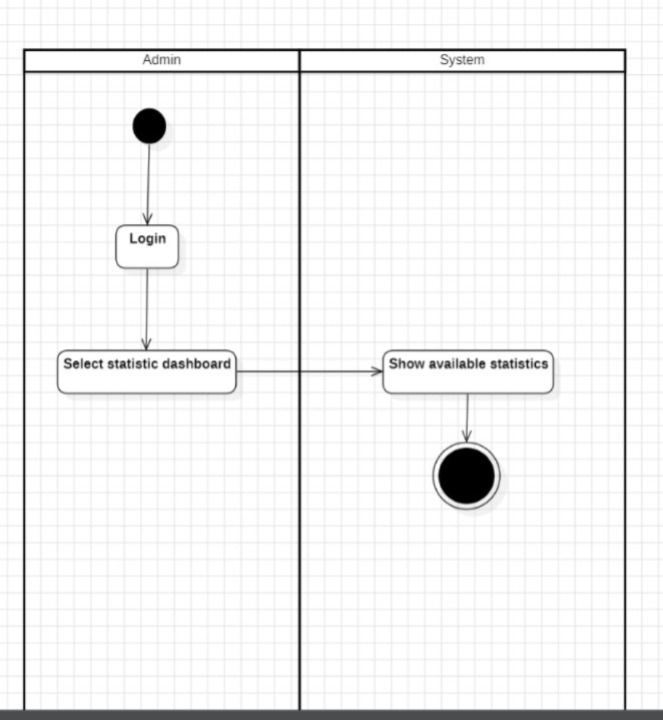 Admin
System
Login
Select statistic dashboard
Show available statistics